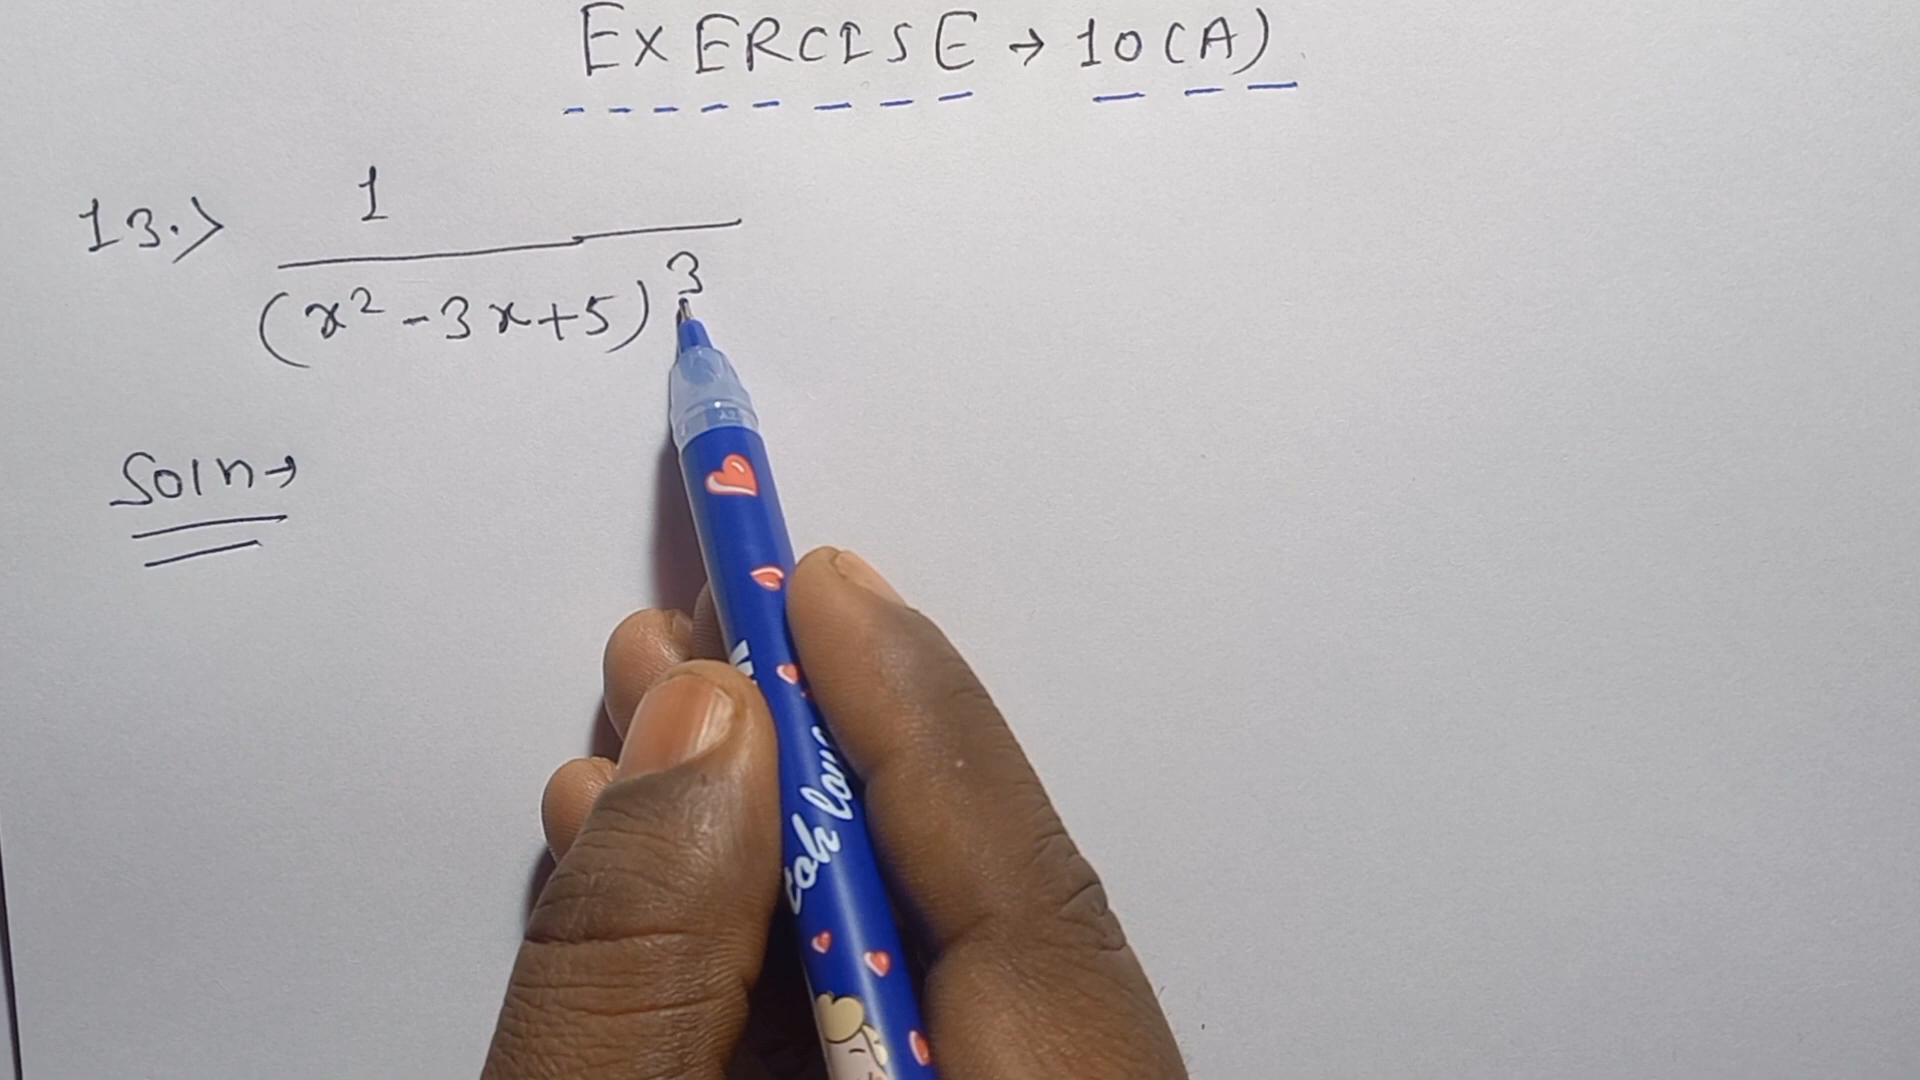 EXERCISE → 10(A)
13.> 1
(x² - 3x + 5)³
Soln →